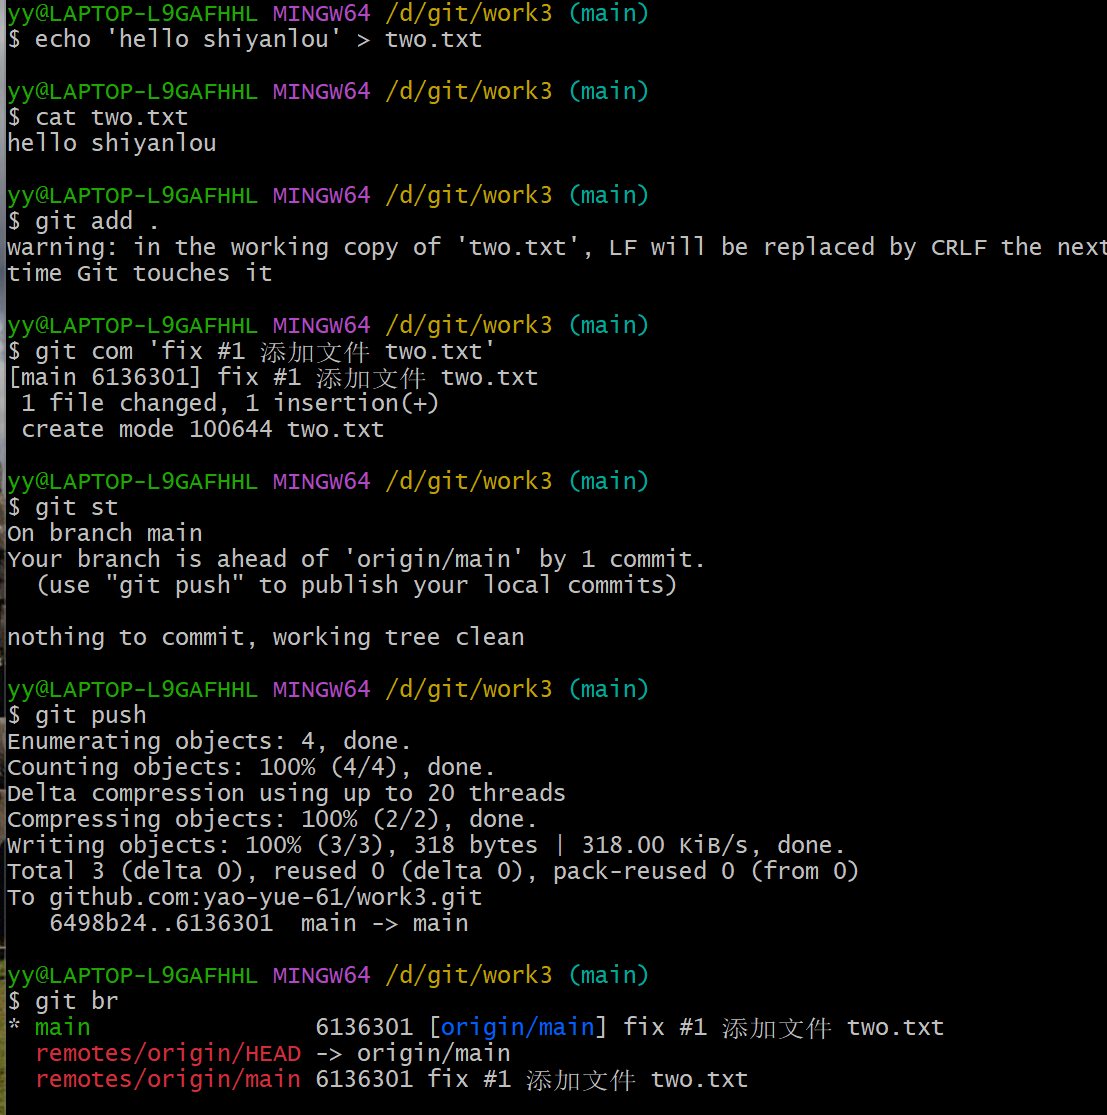 yy@LAPTOP-L9GAFHHL MINGW64 /d/git/work3 (main)
$ echo 'hello shiyanlou' > two.txt
yy@LAPTOP-L9GAFHHL MINGW64 /d/git/work3 (main)
$ cat two.txt
hello shiyanlou
yy@LAPTOP-L9GAFHHL MINGW64 /d/git/work3 (main)
$ git add .
warning: in the working copy of 'two.txt', LF will be replaced by CRLF the next
time Git touches it
yy@LAPTOP-L9GAFHHL MINGW64 /d/git/work3 (main)
$ git com 'fix #1 添加文件 two.txt'
[main 6136301] fix #1 添加文件 two.txt
 1 file changed, 1 insertion(+)
 create mode 100644 two.txt
yy@LAPTOP-L9GAFHHL MINGW64 /d/git/work3 (main)
$ git st
On branch main
Your branch is ahead of 'origin/main' by 1 commit.
  (use "git push" to publish your local commits)
nothing to commit, working tree clean
yy@LAPTOP-L9GAFHHL MINGW64 /d/git/work3 (main)
$ git push
Enumerating objects: 4, done.
Counting objects: 100% (4/4), done.
Delta compression using up to 20 threads
Compressing objects: 100% (2/2), done.
Writing objects: 100% (3/3), 318 bytes | 318.00 KiB/s, done.
Total 3 (delta 0), reused 0 (delta 0), pack-reused 0 (from 0)
To github.com:yao-yue-61/work3.git
   6498b24..6136301  main -> main
yy@LAPTOP-L9GAFHHL MINGW64 /d/git/work3 (main)
$ git br
* main                6136301 [origin/main] fix #1 添加文件 two.txt
  remotes/origin/HEAD -> origin/main
  remotes/origin/main 6136301 fix #1 添加文件 two.txt